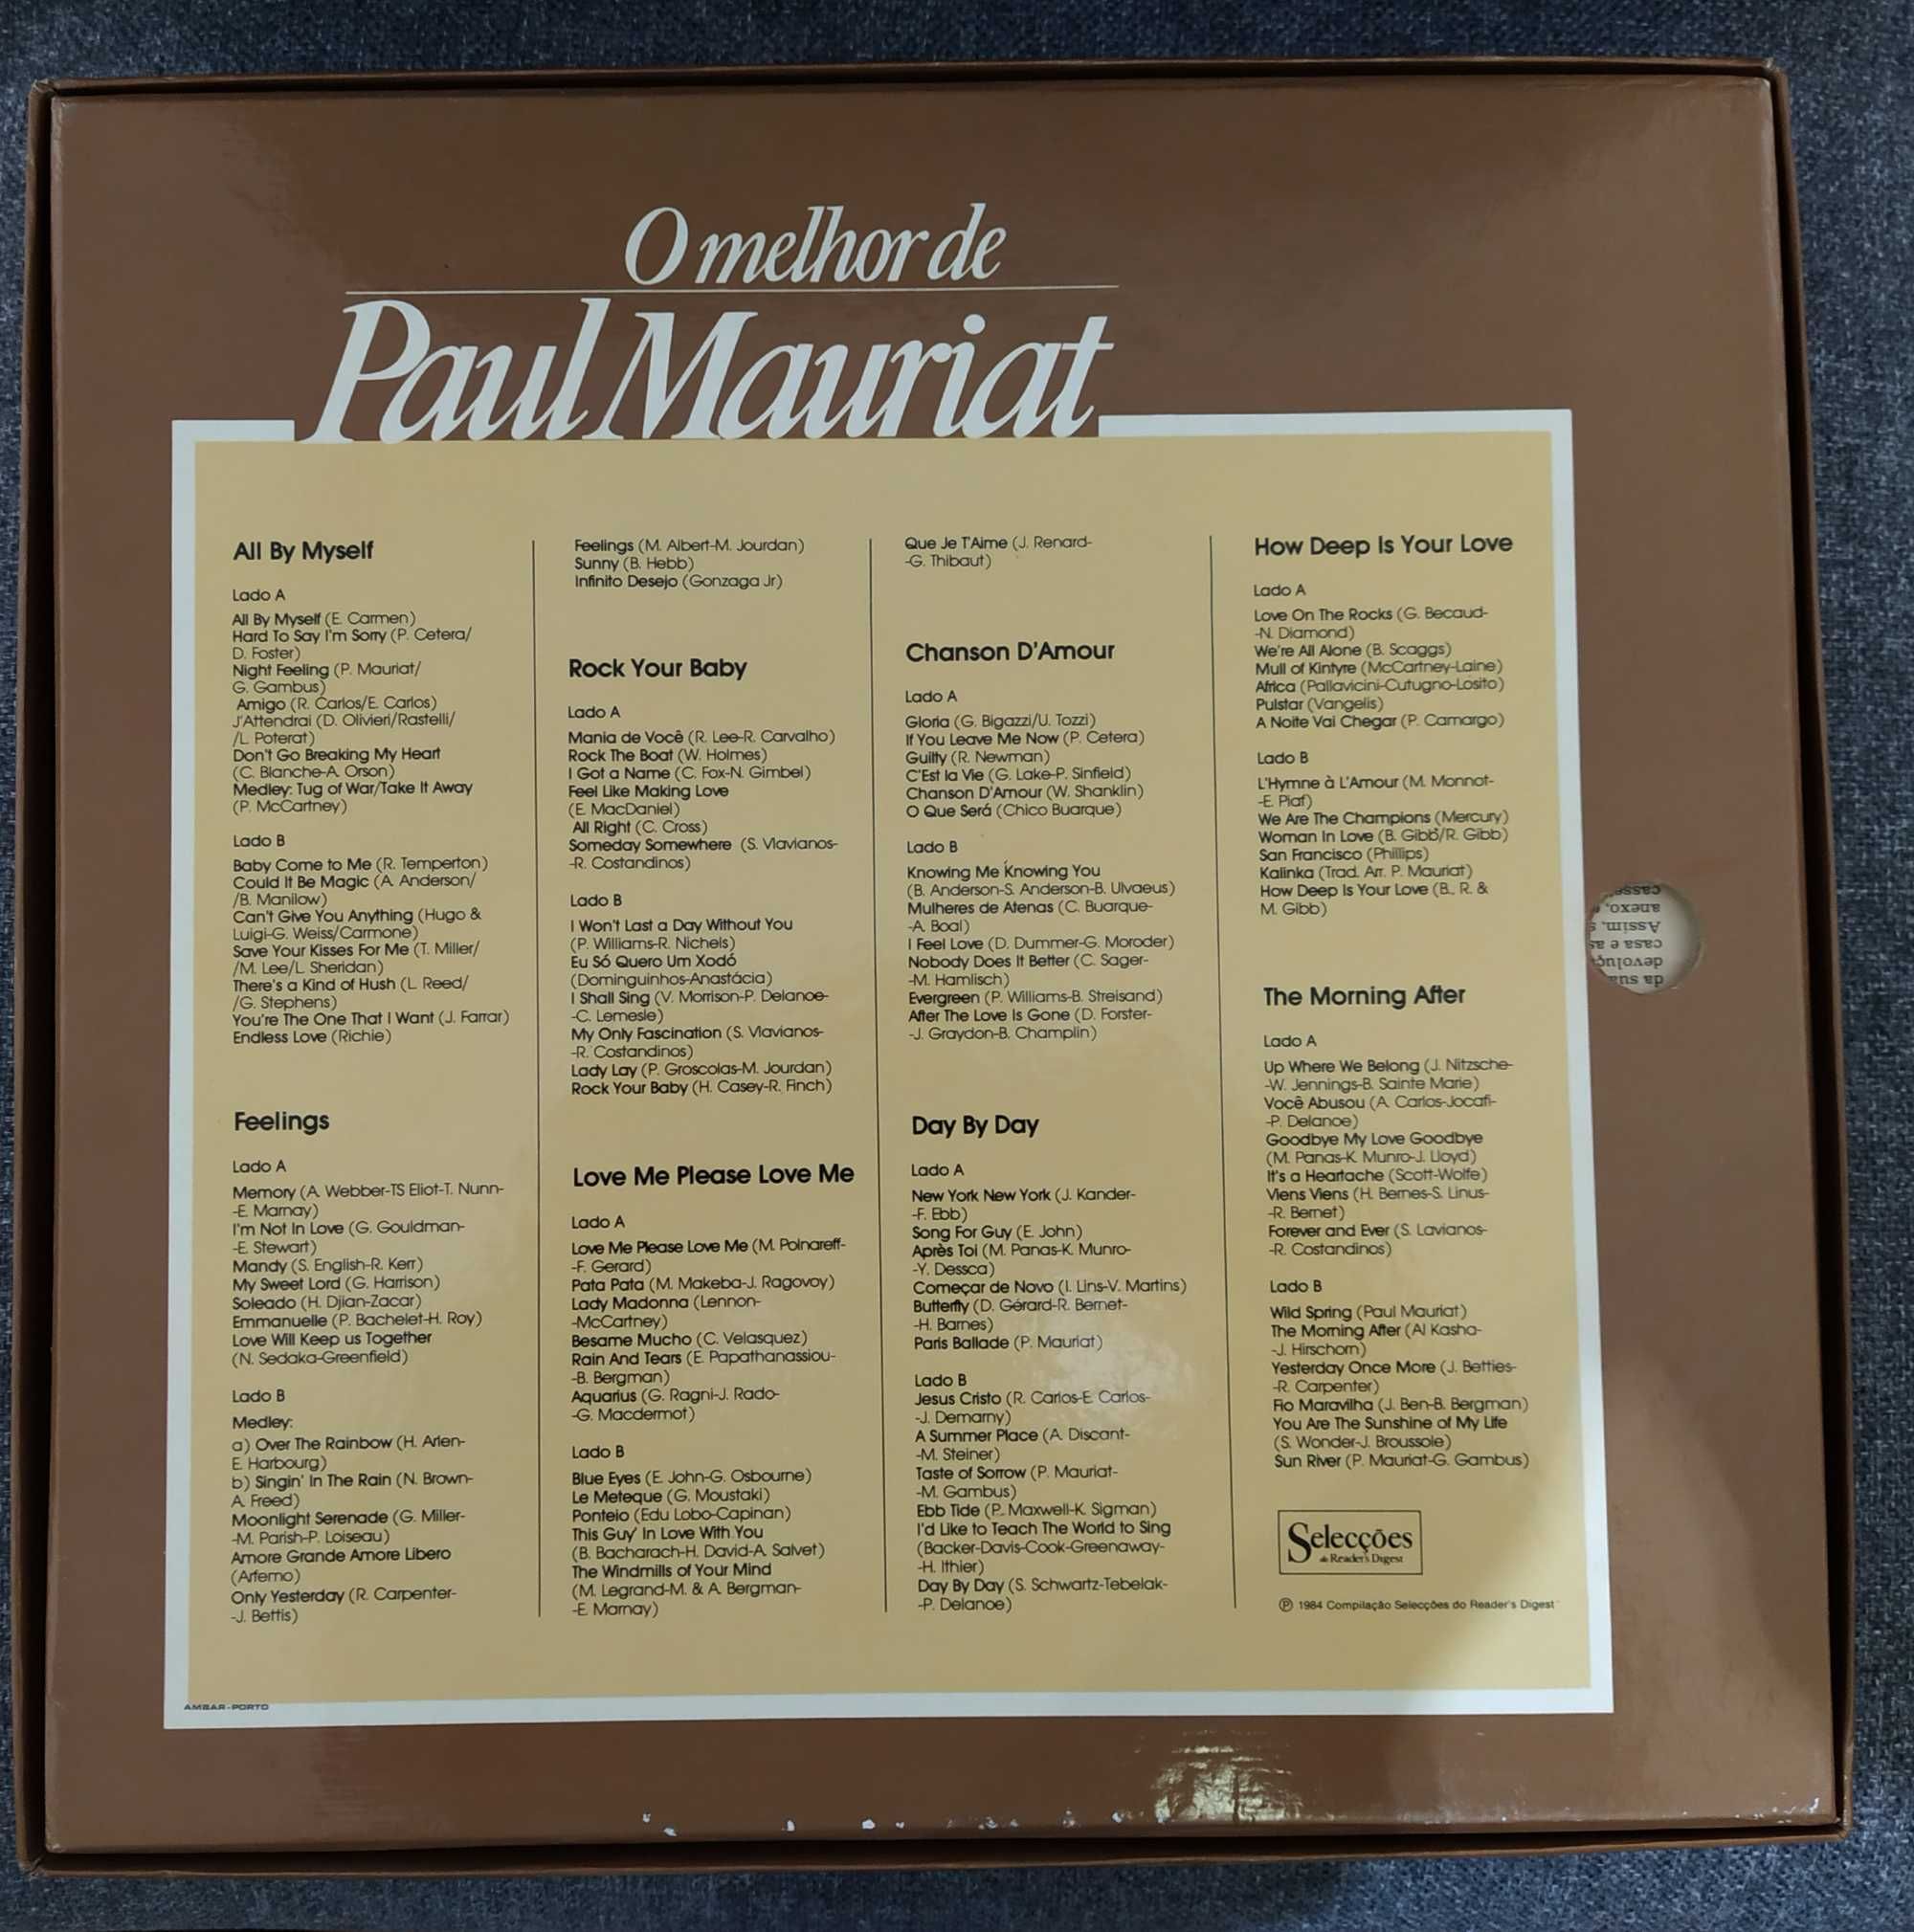 O melhor de
Paul Mauriat
All By Myself
Lado A
All By Myself (E. Carmen)
Hard To Say I'm Sorry (P. Cetera/
D. Foster)
Night Feeling (P. Mauriat/
G. Gambus)
Amigo (R. Carlos/E. Carlos)
J'Attendrai (D. Olivieri/Rastelli/
/L. Poterat)
Don't Go Breaking My Heart
(C. Blanche-A. Orson)
Medley: Tug of War/Take It Away
(P. McCartney)
Lado B
Baby Come to Me (R. Temperton)
Could It Be Magic (A. Anderson/
/B. Manilow)
Can't Give You Anything (Hugo &
Luigi-G. Weiss/Carmone)
Save Your Kisses For Me (T. Miller/
/M. Lee/L. Sheridan)
There's a Kind of Hush (L. Reed/
/G. Stephens)
You're The One That I Want (J. Farrar)
Endless Love (Richie)
Feelings
Lado A
Memory (A. Webber-TS Eliot-T. Nunn-
-E. Marnay)
I'm Not In Love (G. Gouldman-
-E. Stewart)
Mandy (S. English-R. Kerr)
My Sweet Lord (G. Harrison)
Soleado (H. Djian-Zacar)
Emmanuelle (P. Bachelet-H. Roy)
Love Will Keep us Together
(N. Sedaka-Greenfield)
Lado B
Medley:
a) Over The Rainbow (H. Arlen-
E. Harbourg)
b) Singin' In The Rain (N. Brown-
A. Freed)
Moonlight Serenade (G. Miller-
-M. Parish-P. Loiseau)
Amore Grande Amore Libero
(Arferno)
Only Yesterday (R. Carpenter-
-J. Bettis)
Feelings (M. Albert-M. Jourdan)
Sunny (B. Hebb)
Infinito Desejo (Gonzaga Jr)
Rock Your Baby
Lado A
Mania de Você (R. Lee-R. Carvalho)
Rock The Boat (W. Holmes)
I Got a Name (C. Fox-N. Gimbel)
Feel Like Making Love
(E. MacDaniel)
All Right (C. Cross)
Someday Somewhere (S. Vlavianos-
-R. Costandinos)
Lado B
I Won't Last a Day Without You
(P. Williams-R. Nichels)
Eu Só Quero Um Xodó
(Dominguinhos-Anastácia)
I Shall Sing (V. Morrison-P. Delanoe-
-C. Lemesle)
My Only Fascination (S. Vlavianos-
-R. Costandinos)
Lady Lay (P. Groscolas-M. Jourdan)
Rock Your Baby (H. Casey-R. Finch)
Love Me Please Love Me
Lado A
Love Me Please Love Me (M. Polnareff-
-F. Gerard)
Pata Pata (M. Makeba-J. Ragovoy)
Lady Madonna (Lennon-
-McCartney)
Besame Mucho (C. Velasquez)
Rain And Tears (E. Papathanassiou-
-B. Bergman)
Aquarius (G. Ragni-J. Rado-
-G. Macdermot)
Lado B
Blue Eyes (E. John-G. Osbourne)
Le Meteque (G. Moustaki)
Ponteio (Edu Lobo-Capinan)
This Guy' In Love With You
(B. Bacharach-H. David-A. Salvet)
The Windmills of Your Mind
(M. Legrand-M. & A. Bergman-
-E. Marnay)
Que Je T'Aime (J. Renard-
-G. Thibaut)
Chanson D'Amour
Lado A
Gloria (G. Bigazzi/U. Tozzi)
If You Leave Me Now (P. Cetera)
Guilty (R. Newman)
C'Est la Vie (G. Lake-P. Sinfield)
Chanson D'Amour (W. Shanklin)
O Que Será (Chico Buarque)
Lado B
Knowing Me Knowing You
(B. Anderson-S. Anderson-B. Ulvaeus)
Mulheres de Atenas (C. Buarque-
-A. Boal)
I Feel Love (D. Dummer-G. Moroder)
Nobody Does It Better (C. Sager-
-M. Hamlisch)
Evergreen (P. Williams-B. Streisand)
After The Love Is Gone (D. Forster-
-J. Graydon-B. Champlin)
Day By Day
Lado A
New York New York (J. Kander-
-F. Ebb)
Song For Guy (E. John)
Après Toi (M. Panas-K. Munro-
-Y. Dessca)
Começar de Novo (I. Lins-V. Martins)
Butterfly (D. Gérard-R. Bernet-
-H. Barnes)
Paris Ballade (P. Mauriat)
Lado B
Jesus Cristo (R. Carlos-E. Carlos-
-J. Demarny)
A Summer Place (A. Discant-
-M. Steiner)
Taste of Sorrow (P. Mauriat-
-M. Gambus)
Ebb Tide (P. Maxwell-K. Sigman)
I'd Like to Teach The World to Sing
(Backer-Davis-Cook-Greenaway-
-H. Ithier)
Day By Day (S. Schwartz-Tebelak-
-P. Delanoe)
How Deep Is Your Love
Lado A
Love On The Rocks (G. Becaud-
-N. Diamond)
We're All Alone (B. Scaggs)
Mull of Kintyre (McCartney-Laine)
Africa (Pallavicini-Cutugno-Losito)
Pulstar (Vangelis)
A Noite Vai Chegar (P. Camargo)
Lado B
L'Hymne à L'Amour (M. Monnot-
-E. Piaf)
We Are The Champions (Mercury)
Woman In Love (B. Gibb/R. Gibb)
San Francisco (Phillips)
Kalinka (Trad. Arr. P. Mauriat)
How Deep Is Your Love (B., R. &
M. Gibb)
The Morning After
Lado A
Up Where We Belong (J. Nitzsche-
-W. Jennings-B. Sainte Marie)
Você Abusou (A. Carlos-Jocafi-
-P. Delanoe)
Goodbye My Love Goodbye
(M. Panas-K. Munro-J. Lloyd)
It's a Heartache (Scott-Wolfe)
Viens Viens (H. Bernes-S. Linus-
-R. Bernet)
Forever and Ever (S. Lavianos-
-R. Costandinos)
Lado B
Wild Spring (Paul Mauriat)
The Morning After (Al Kasha-
-J. Hirschorn)
Yesterday Once More (J. Betties-
-R. Carpenter)
Fio Maravilha (J. Ben-B. Bergman)
You Are The Sunshine of My Life
(S. Wonder-J. Broussole)
Sun River (P. Mauriat-G. Gambus)
Selecções
do Reader's Digest
Ⓟ 1984 Compilação Selecções do Reader's Digest
AMBAR-PORTO
da sua
devoluç
casa e as
Assim, s
anexo,